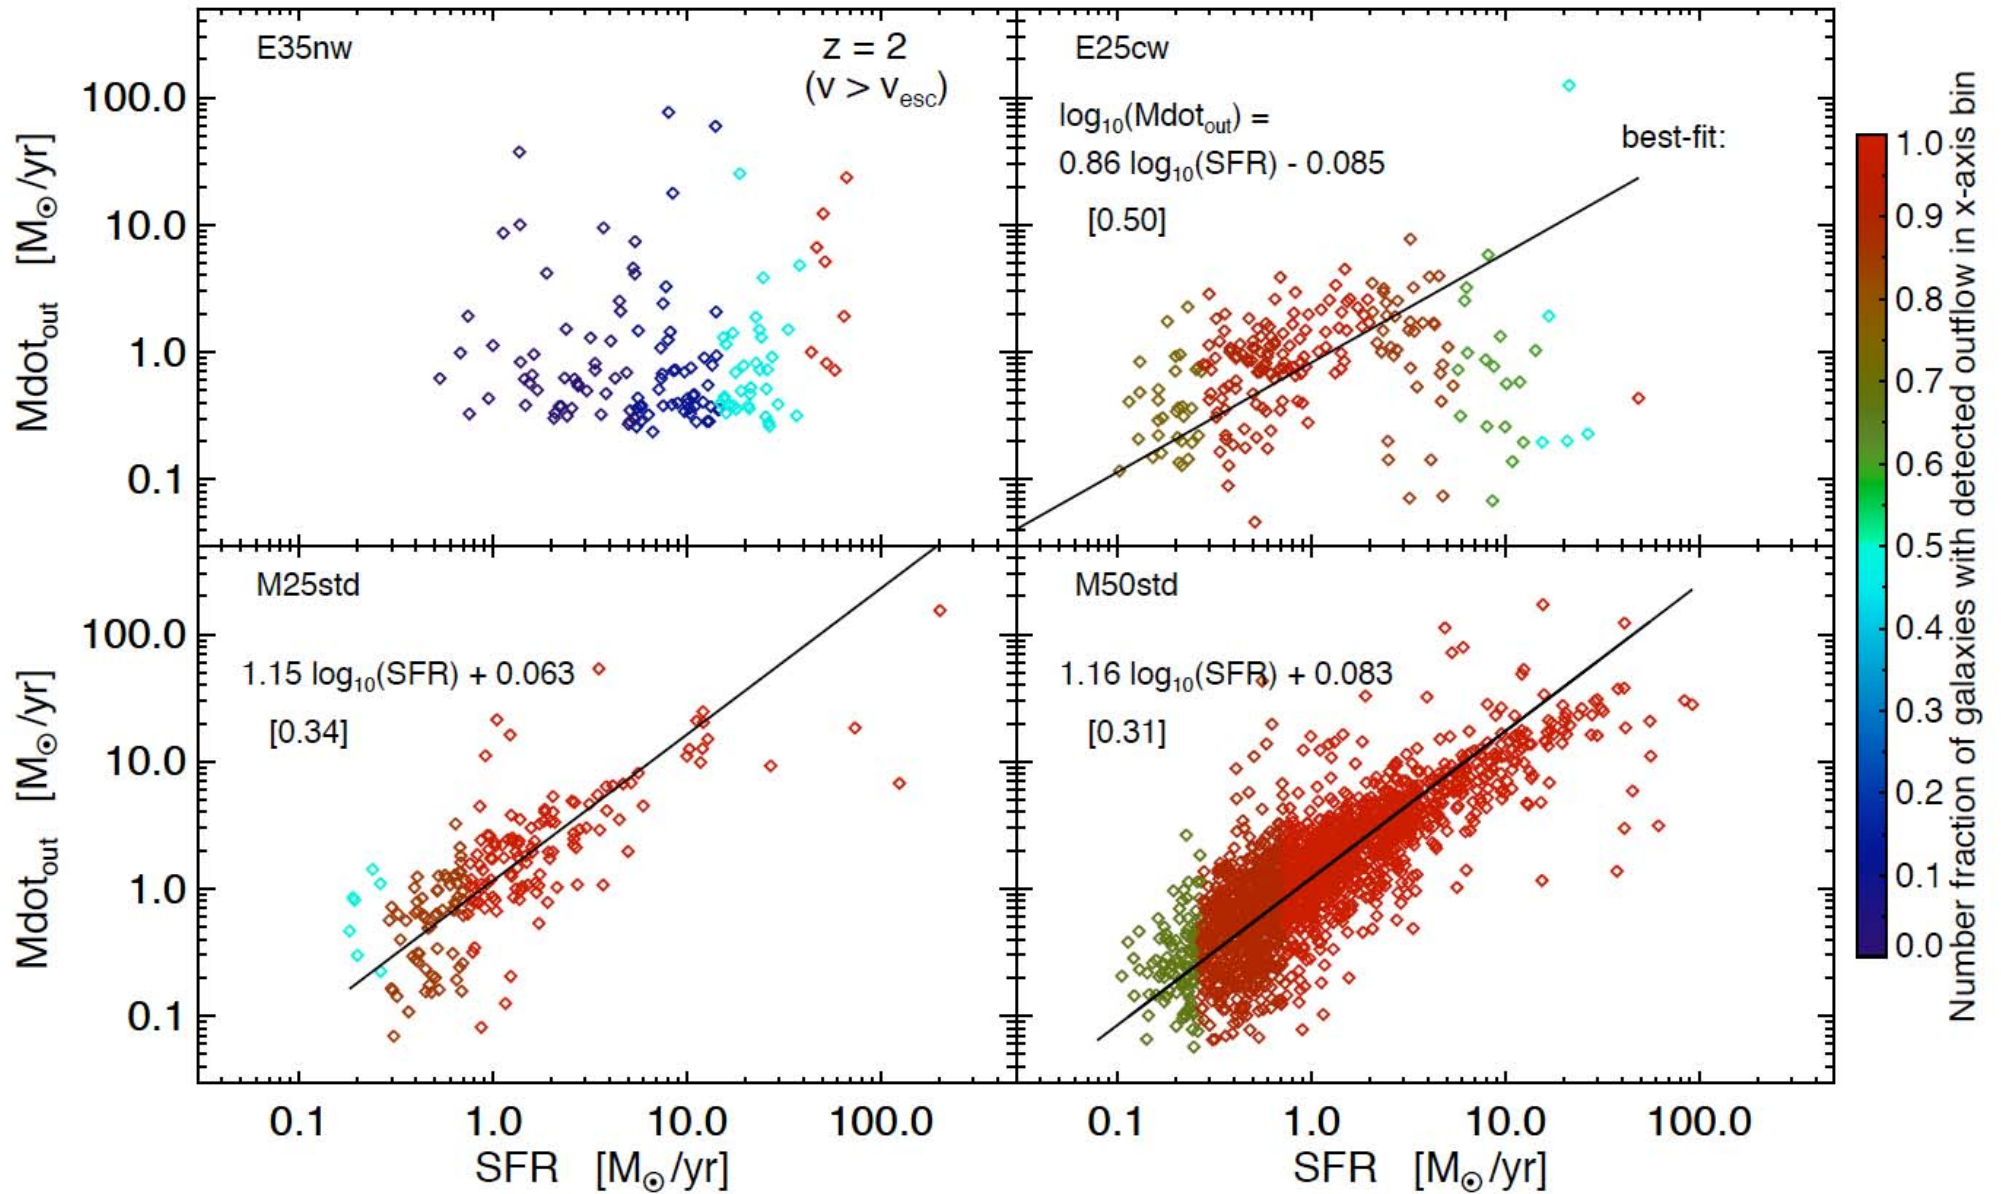 E35nw
z = 2
(v > v_esc)
E25cw
log₁₀(Mdot_out) =
0.86 log₁₀(SFR) - 0.085
[0.50]
best-fit:
M25std
1.15 log₁₀(SFR) + 0.063
[0.34]
M50std
1.16 log₁₀(SFR) + 0.083
[0.31]
Mdot_out [M⊙/yr]
100.0
10.0
1.0
0.1
Mdot_out [M⊙/yr]
100.0
10.0
1.0
0.1
0.1 1.0 10.0 100.0
SFR [M⊙/yr]
0.1 1.0 10.0 100.0
SFR [M⊙/yr]
1.0
0.9
0.8
0.7
0.6
0.5
0.4
0.3
0.2
0.1
0.0
Number fraction of galaxies with detected outflow in x-axis bin